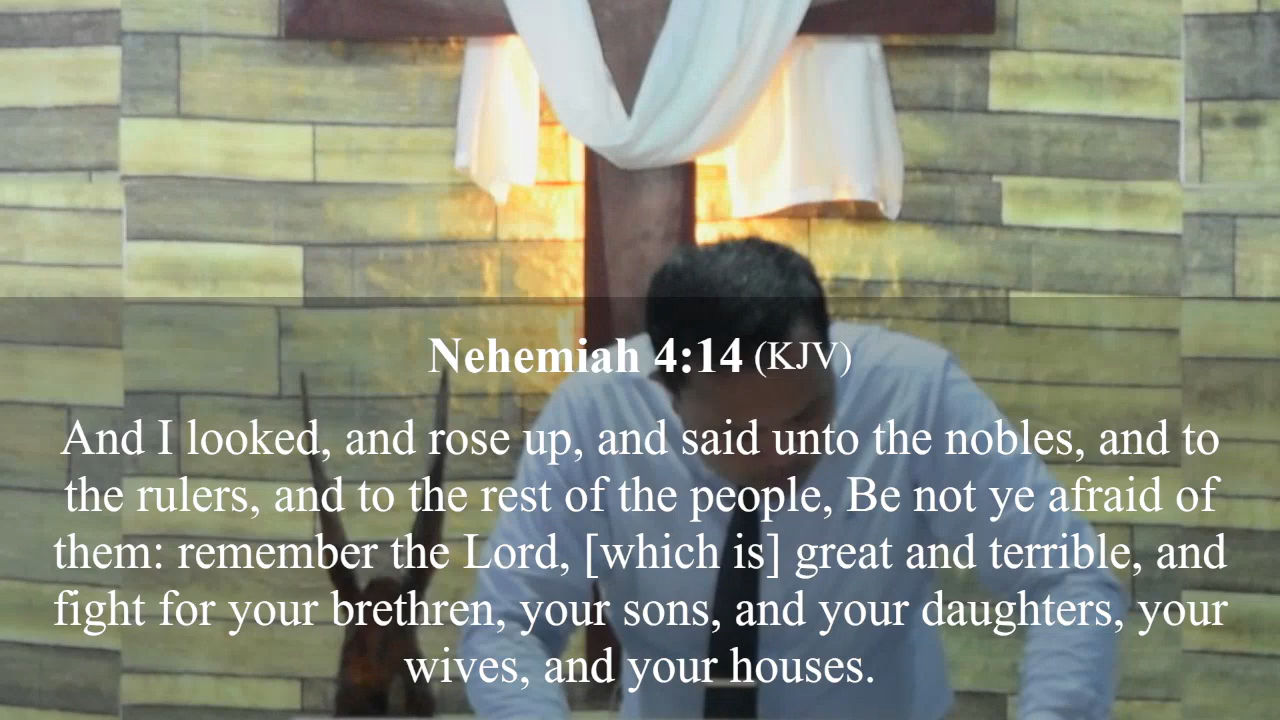 Nehemiah 4:14 (KJV)
And I looked, and rose up, and said unto the nobles, and to
the rulers, and to the rest of the people, Be not ye afraid of
them: remember the Lord, [which is] great and terrible, and
fight for your brethren, your sons, and your daughters, your
wives, and your houses.